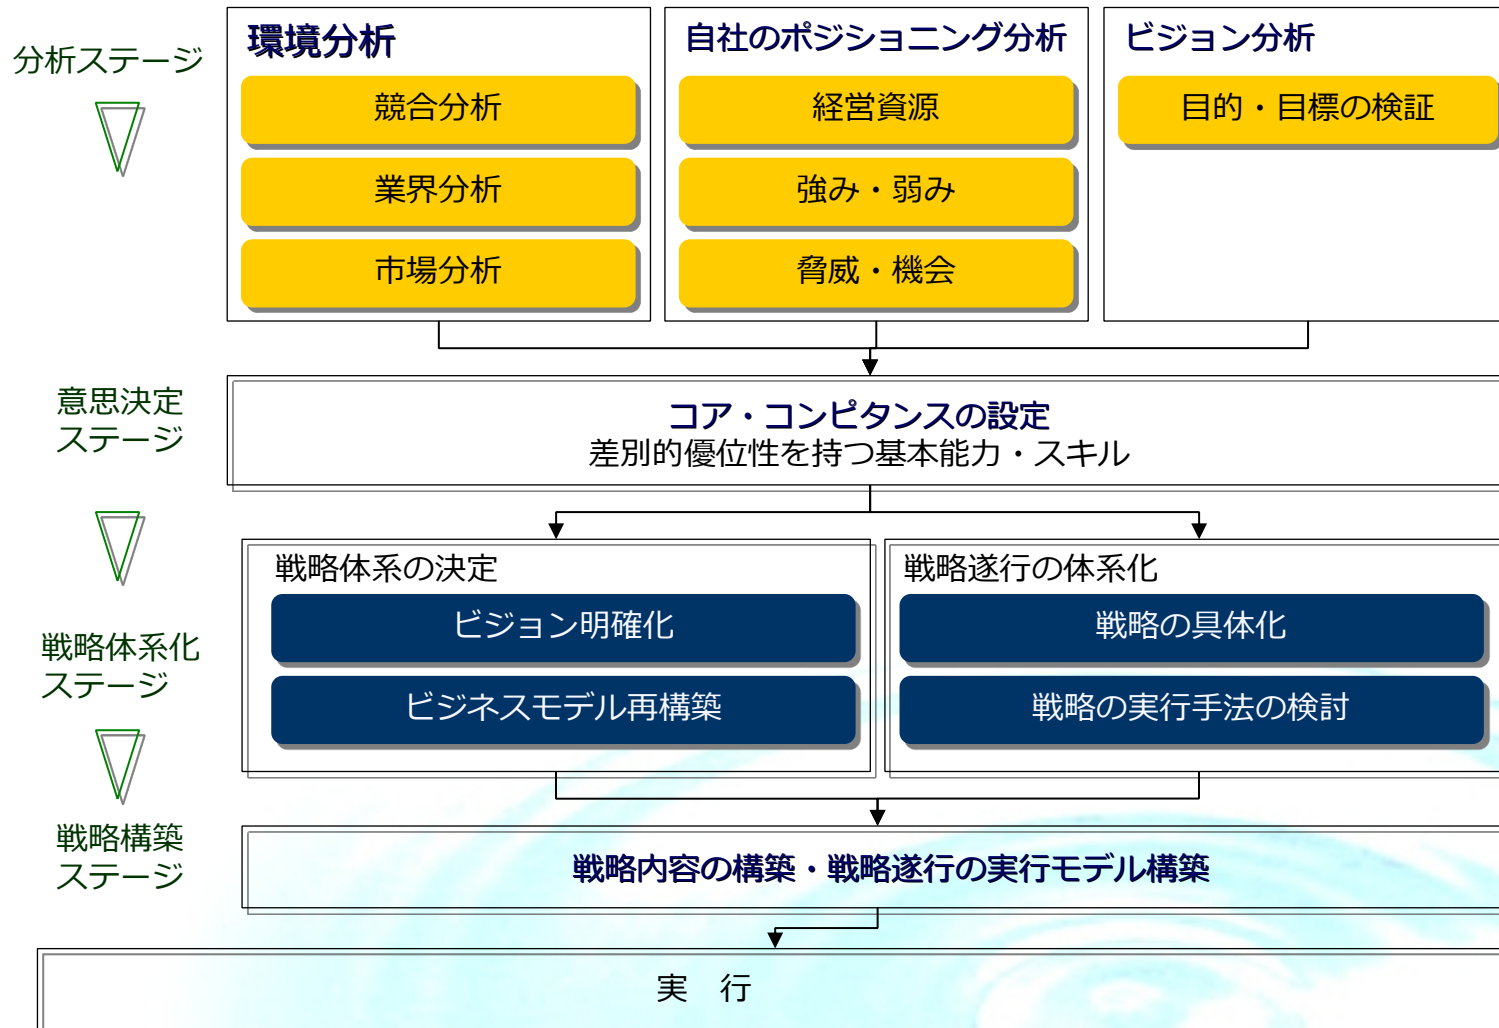 分析ステージ
環境分析
競合分析
業界分析
市場分析
自社のポジショニング分析
経営資源
強み・弱み
脅威・機会
ビジョン分析
目的・目標の検証
意思決定
ステージ
コア・コンピタンスの設定
差別的優位性を持つ基本能力・スキル
戦略体系化
ステージ
戦略体系の決定
ビジョン明確化
ビジネスモデル再構築
戦略遂行の体系化
戦略の具体化
戦略の実行手法の検討
戦略構築
ステージ
戦略内容の構築・戦略遂行の実行モデル構築
実　行